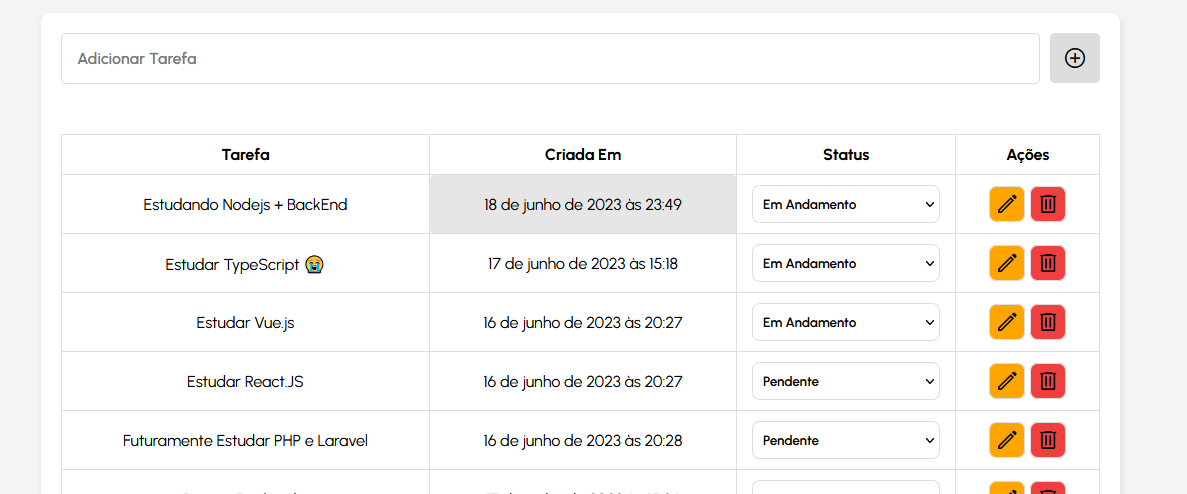 Adicionar Tarefa
Tarefa Criada Em Status Ações
Estudando Nodejs + BackEnd 18 de junho de 2023 às 23:49 Em Andamento
Estudar TypeScript 😭 17 de junho de 2023 às 15:18 Em Andamento
Estudar Vue.js 16 de junho de 2023 às 20:27 Em Andamento
Estudar React.JS 16 de junho de 2023 às 20:27 Pendente
Futuramente Estudar PHP e Laravel 16 de junho de 2023 às 20:28 Pendente